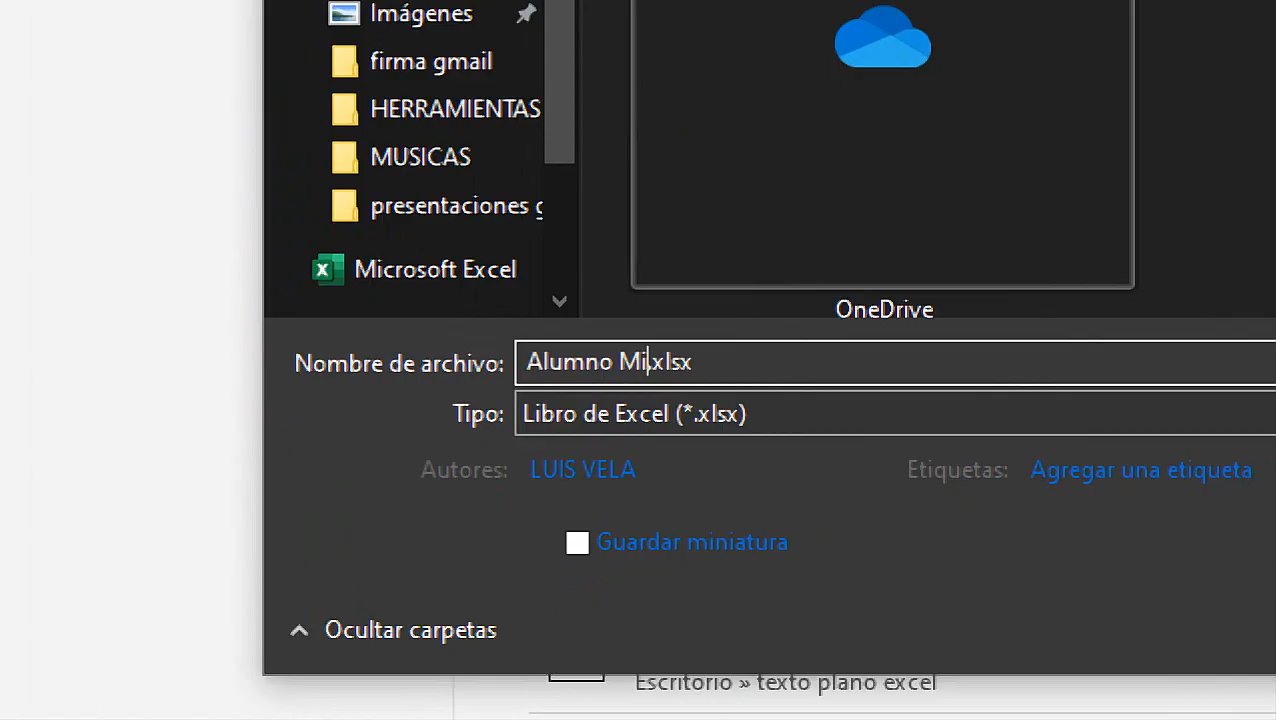 Imágenes
firma gmail
HERRAMIENTAS
MUSICAS
presentaciones g
Microsoft Excel
OneDrive
Nombre de archivo: Alumno Mi.xlsx
Tipo: Libro de Excel (*.xlsx)
Autores: LUIS VELA Etiquetas: Agregar una etiqueta
Guardar miniatura
Ocultar carpetas
Escritorio » texto plano excel